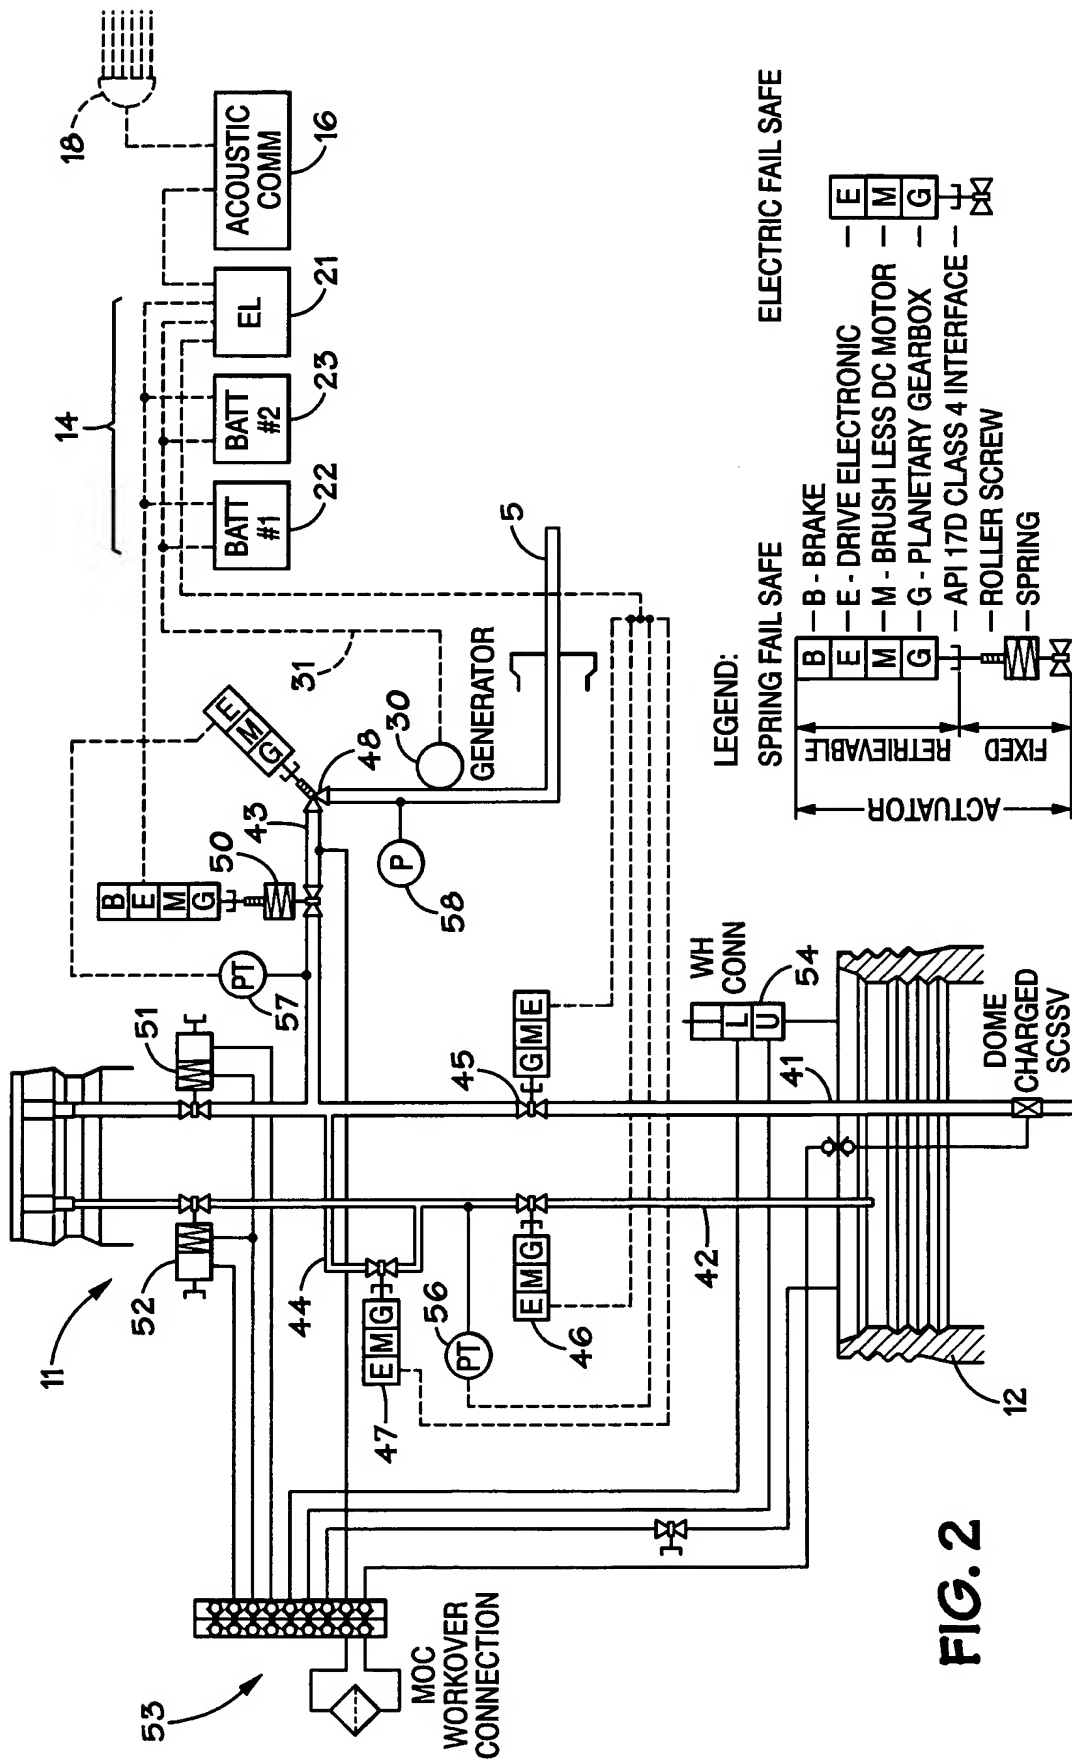 18
14
ACOUSTIC
COMM
16
EL
21
BATT
#2
23
BATT
#1
22
31
E
M
G
48
43
50
B
E
M
G
30
GENERATOR
5
P
58
PT
57
51
52
11
45
G M E
44
E M G
47
56
PT
E M G
46
42
41
WH
CONN
L
U
54
DOME
CHARGED
SCSSV
12
53
MOC
WORKOVER
CONNECTION
LEGEND:
SPRING FAIL SAFE
ELECTRIC FAIL SAFE
ACTUATOR
RETRIEVABLE
FIXED
B
E
M
G
B - BRAKE
E - DRIVE ELECTRONIC
M - BRUSH LESS DC MOTOR
G - PLANETARY GEARBOX
API 17D CLASS 4 INTERFACE
ROLLER SCREW
SPRING
E
M
G
FIG. 2